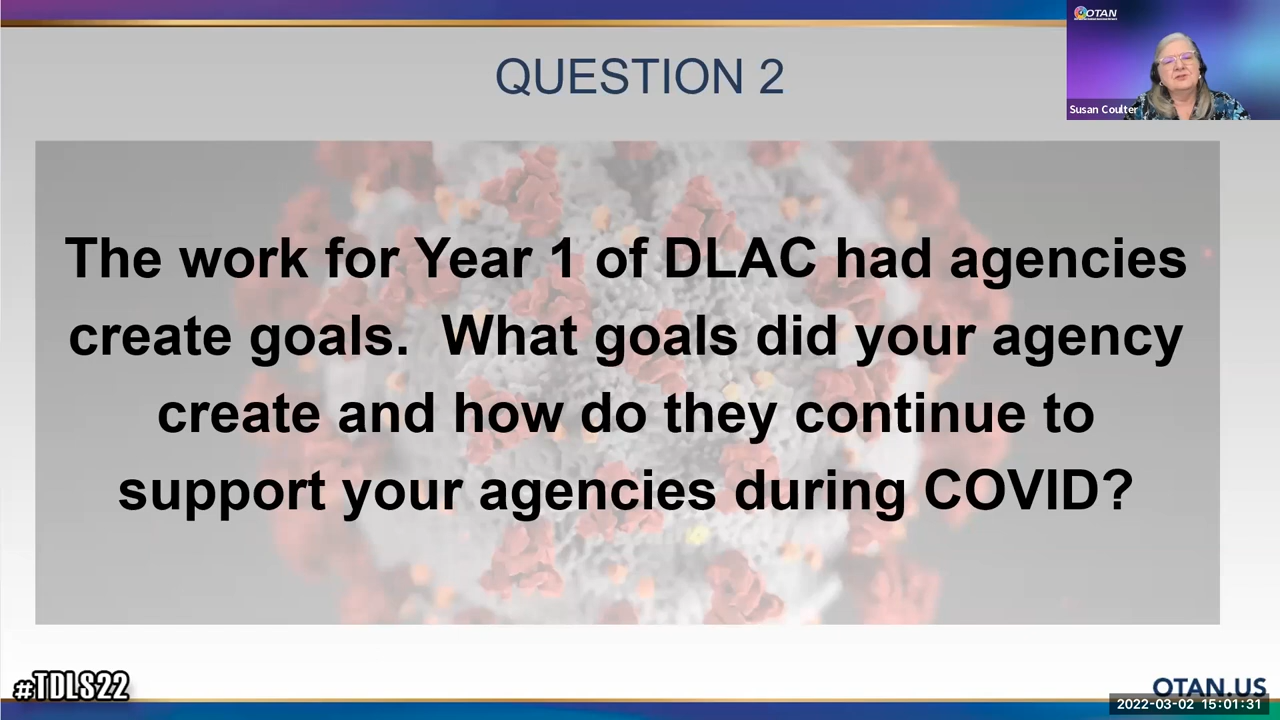 OTAN
Susan Coulter
QUESTION 2
The work for Year 1 of DLAC had agencies
create goals.  What goals did your agency
create and how do they continue to
support your agencies during COVID?
#TDLS22
OTAN.US
2022-03-02 15:01:31